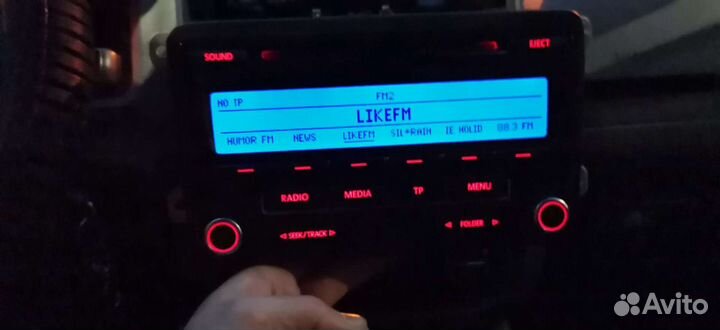 SOUND EJECT
NO TP FM2
LIKEFM
HUMOR FM NEWS LIKEFM SIL*RAIN IE HOLID 88.3 FM
RADIO MEDIA TP MENU
SEEK/TRACK FOLDER
Avito